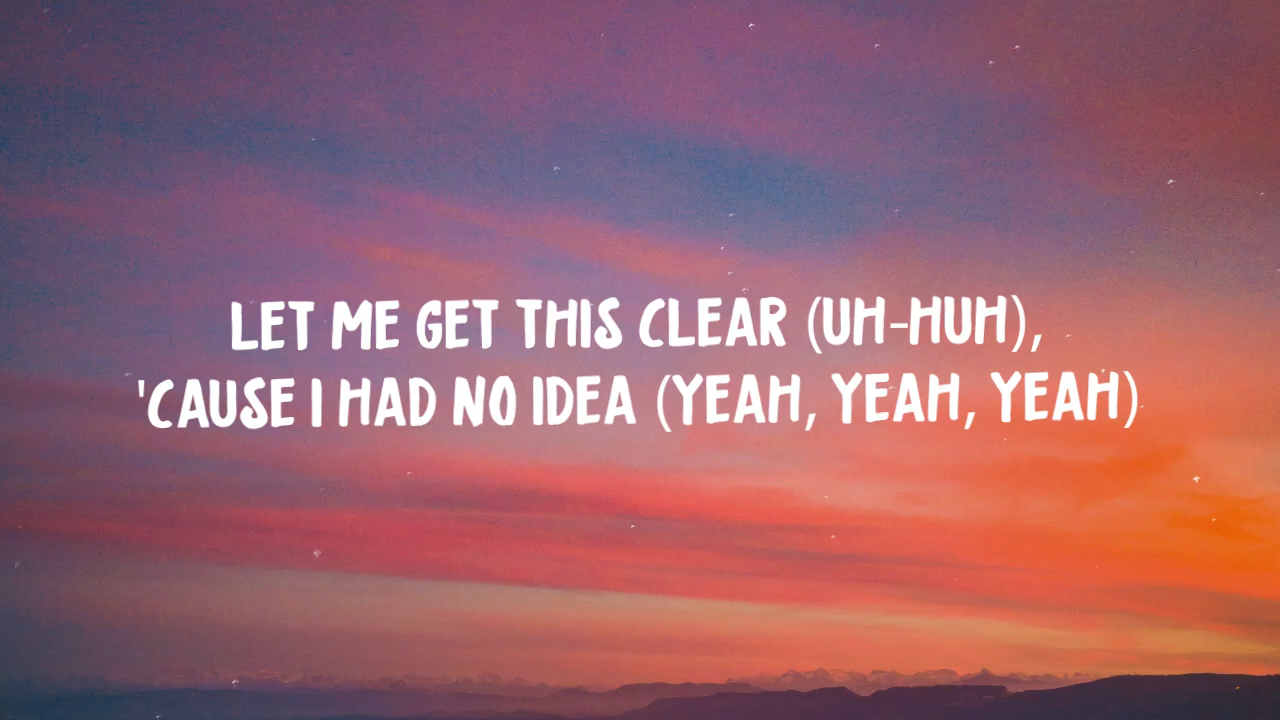 LET ME GET THIS CLEAR (UH-HUH),
'CAUSE I HAD NO IDEA (YEAH, YEAH, YEAH)